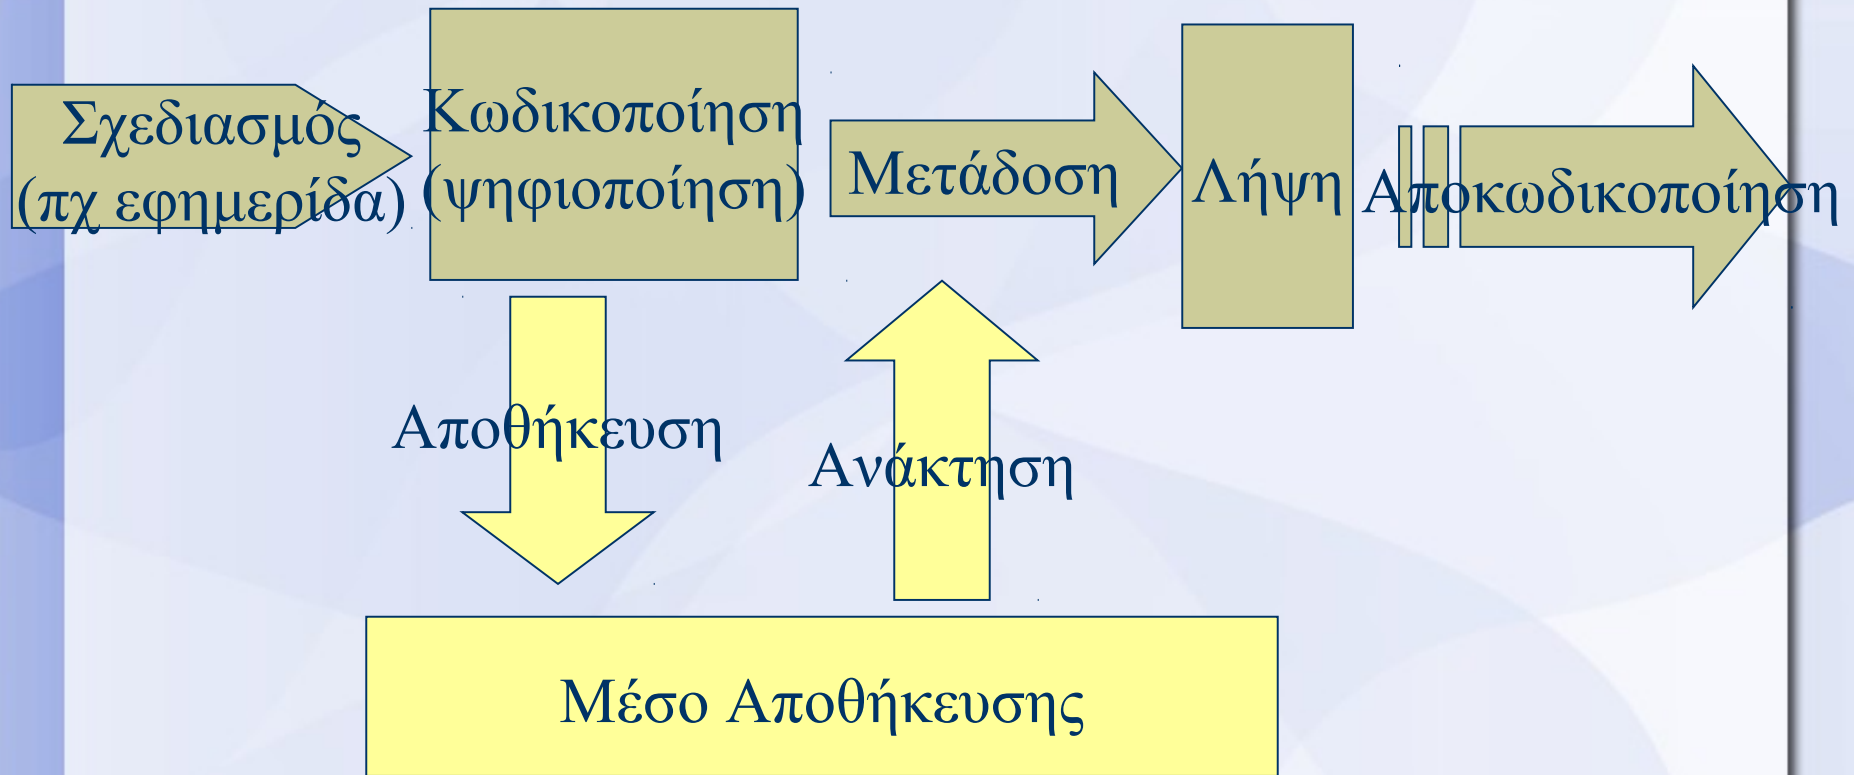 Σχεδιασμός
(πχ εφημερίδα)
Κωδικοποίηση
(ψηφιοποίηση)
Μετάδοση
Λήψη
Αποκωδικοποίηση
Αποθήκευση
Ανάκτηση
Μέσο Αποθήκευσης